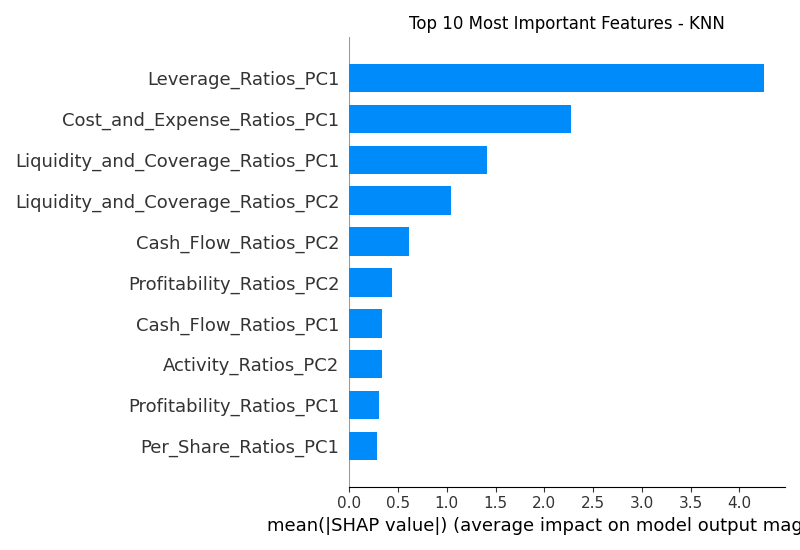 Top 10 Most Important Features - KNN
Leverage_Ratios_PC1
Cost_and_Expense_Ratios_PC1
Liquidity_and_Coverage_Ratios_PC1
Liquidity_and_Coverage_Ratios_PC2
Cash_Flow_Ratios_PC2
Profitability_Ratios_PC2
Cash_Flow_Ratios_PC1
Activity_Ratios_PC2
Profitability_Ratios_PC1
Per_Share_Ratios_PC1
0.0 0.5 1.0 1.5 2.0 2.5 3.0 3.5 4.0
mean(|SHAP value|) (average impact on model output mag